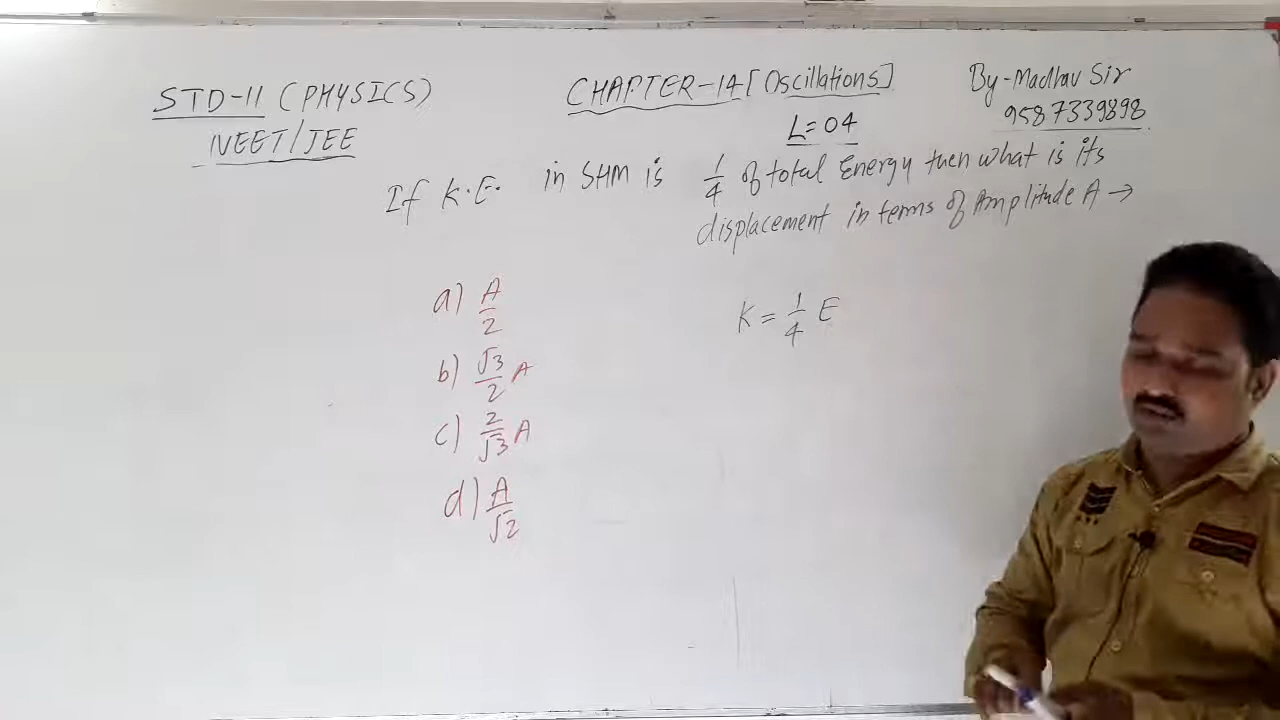 STD-11 (PHYSICS)
NEET/JEE
CHAPTER-14 [Oscillations]
L=04
By-Madhav Sir
9587339898
If K.E. in SHM is 1/4 of total Energy then what is its
displacement in terms of Amplitude A →
a) A/2
b) √3/2 A
c) 2/√3 A
d) A/√2
K = 1/4 E